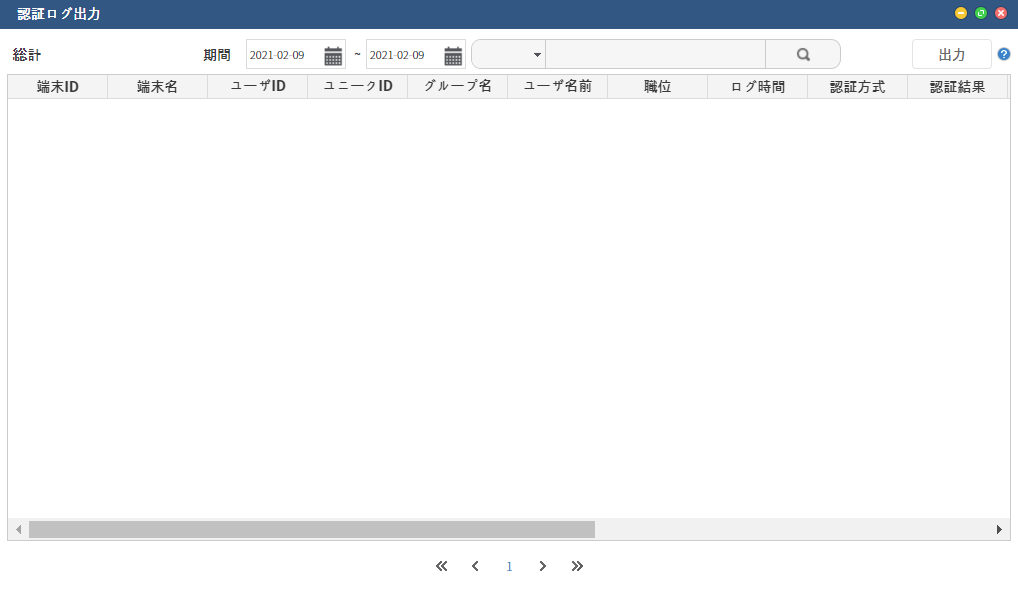 認証ログ出力
総計 期間 2021-02-09 ~ 2021-02-09 出力 ?
端末ID 端末名 ユーザID ユニークID グループ名 ユーザ名前 職位 ログ時間 認証方式 認証結果
1